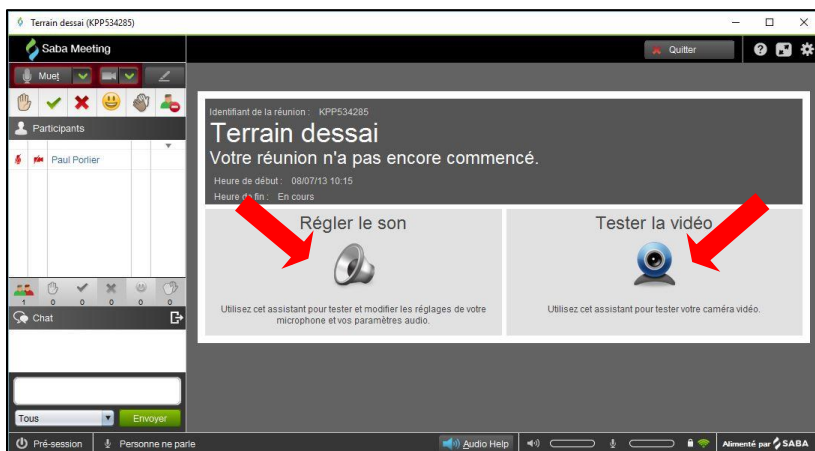 Terrain dessai (KPP534285)
Saba Meeting
Quitter
Muet
Participants
Paul Porlier
1 0 0 0 0 0
Chat
Tous
Envoyer
Identifiant de la réunion : KPP534285
Terrain dessai
Votre réunion n'a pas encore commencé.
Heure de début : 08/07/13 10:15
Heure de fin : En cours
Régler le son
Utilisez cet assistant pour tester et modifier les réglages de votre
microphone et vos paramètres audio.
Tester la vidéo
Utilisez cet assistant pour tester votre caméra vidéo.
Pré-session
Personne ne parle
Audio Help
Alimenté par SABA